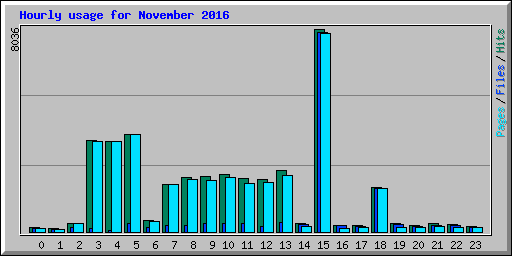 Hourly usage for November 2016
8036
Pages / Files / Hits
0 1 2 3 4 5 6 7 8 9 10 11 12 13 14 15 16 17 18 19 20 21 22 23